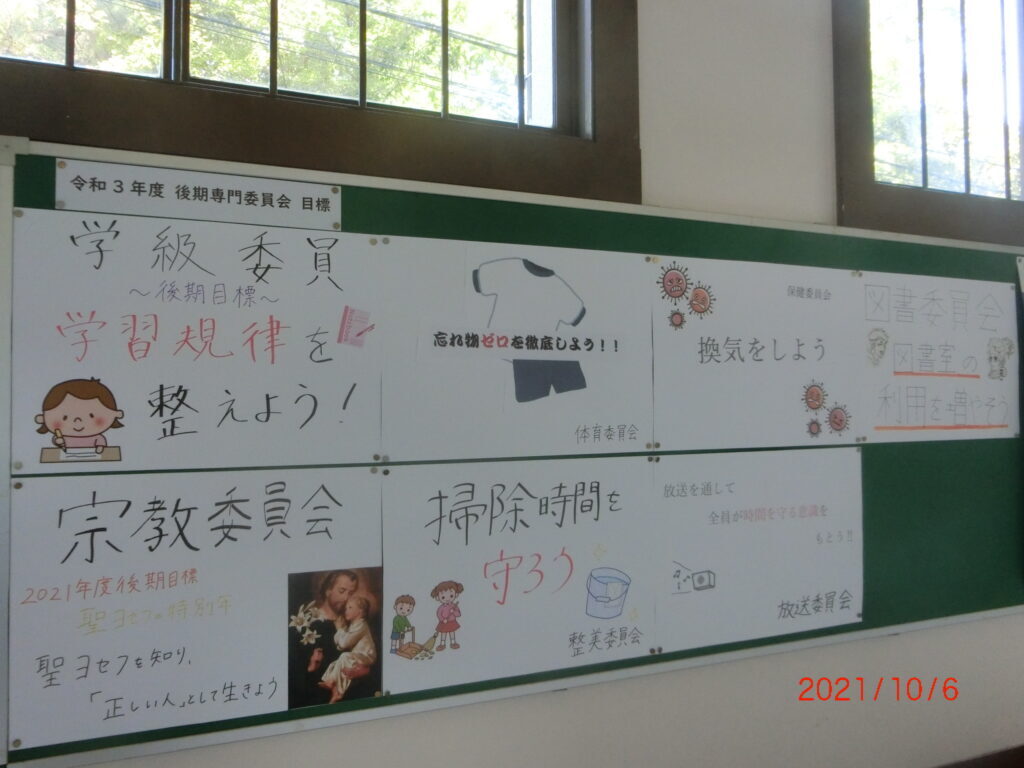 令和3年度 後期専門委員会 目標
学級委員
～後期目標～
学習規律を
整えよう！
忘れ物ゼロを徹底しよう！！
体育委員会
保健委員会
換気をしよう
図書委員会
図書室の
利用を増やそう
宗教委員会
2021年度後期目標
聖ヨセフの特別年
聖ヨセフを知り、
「正しい人」として生きよう
掃除時間を
守ろう
整美委員会
放送を通して
全員が時間を守る意識を
もとう!!
放送委員会
2021/10/6